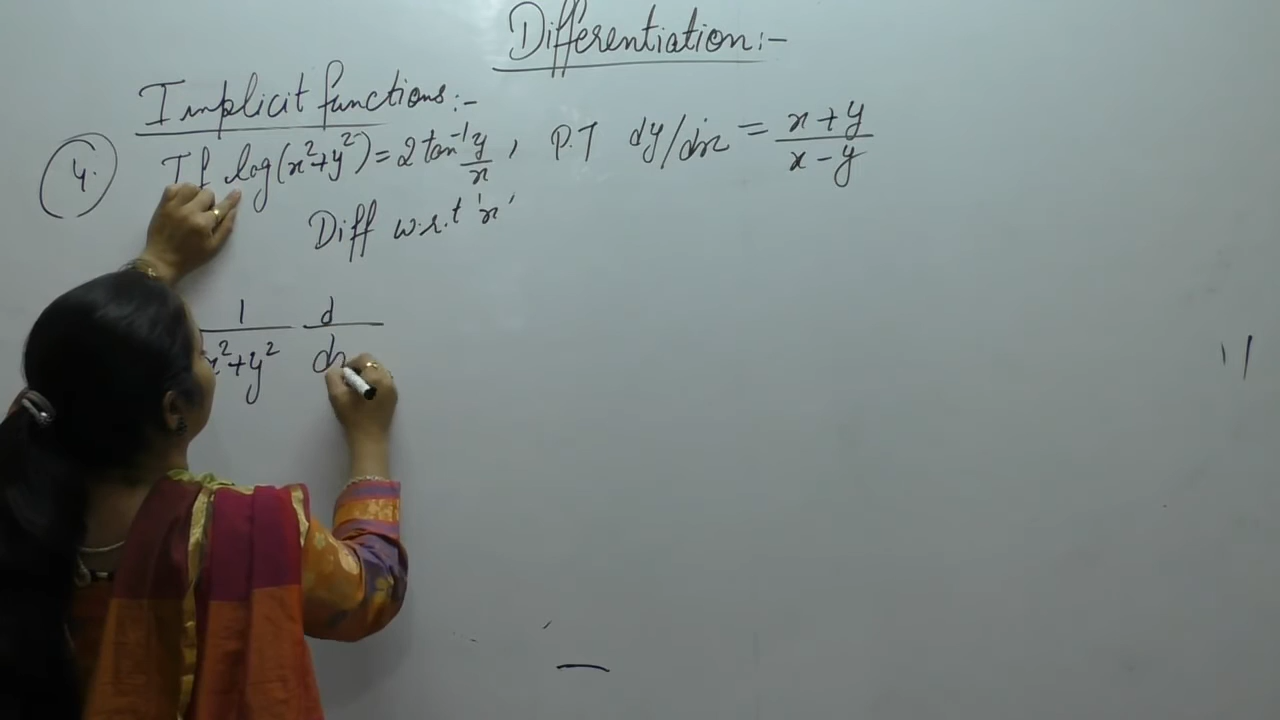 Differentiation:-
Implicit functions:-
4. If log(x²+y²) = 2 tan⁻¹ y/x, P.T dy/dx = x+y/x-y
Diff w.r.t 'x'
1/x²+y² d/dx